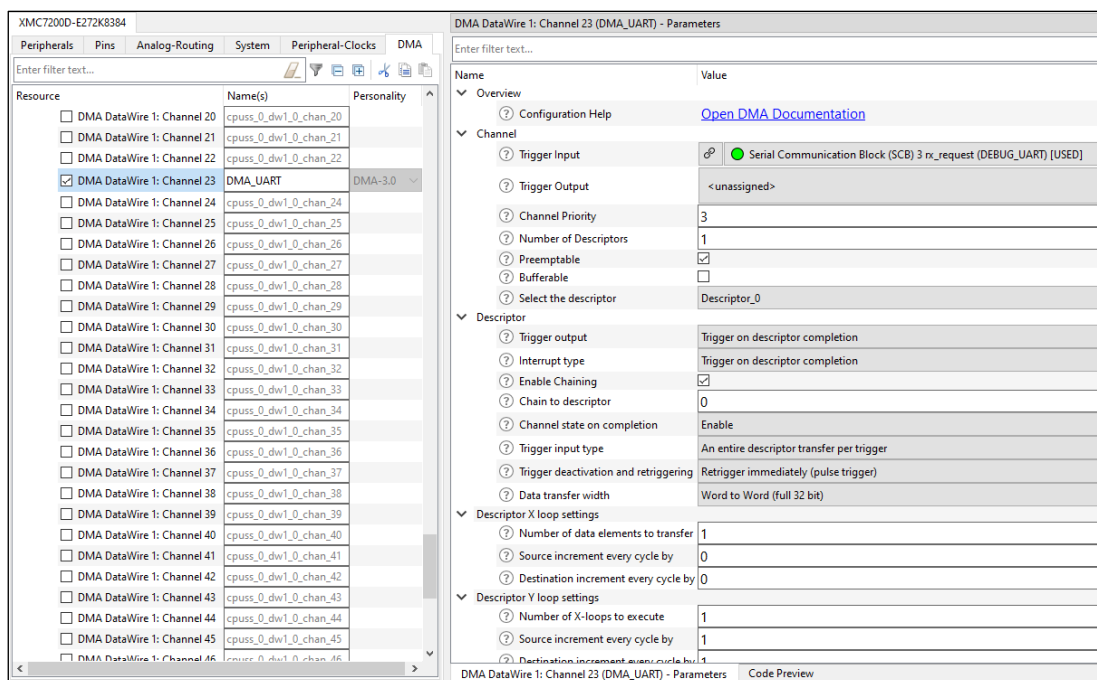 XMC7200D-E272K8384
Peripherals Pins Analog-Routing System Peripheral-Clocks DMA
Enter filter text...
Resource Name(s) Personality
DMA DataWire 1: Channel 20 cpuss_0_dw1_0_chan_20
DMA DataWire 1: Channel 21 cpuss_0_dw1_0_chan_21
DMA DataWire 1: Channel 22 cpuss_0_dw1_0_chan_22
DMA DataWire 1: Channel 23 DMA_UART DMA-3.0
DMA DataWire 1: Channel 24 cpuss_0_dw1_0_chan_24
DMA DataWire 1: Channel 25 cpuss_0_dw1_0_chan_25
DMA DataWire 1: Channel 26 cpuss_0_dw1_0_chan_26
DMA DataWire 1: Channel 27 cpuss_0_dw1_0_chan_27
DMA DataWire 1: Channel 28 cpuss_0_dw1_0_chan_28
DMA DataWire 1: Channel 29 cpuss_0_dw1_0_chan_29
DMA DataWire 1: Channel 30 cpuss_0_dw1_0_chan_30
DMA DataWire 1: Channel 31 cpuss_0_dw1_0_chan_31
DMA DataWire 1: Channel 32 cpuss_0_dw1_0_chan_32
DMA DataWire 1: Channel 33 cpuss_0_dw1_0_chan_33
DMA DataWire 1: Channel 34 cpuss_0_dw1_0_chan_34
DMA DataWire 1: Channel 35 cpuss_0_dw1_0_chan_35
DMA DataWire 1: Channel 36 cpuss_0_dw1_0_chan_36
DMA DataWire 1: Channel 37 cpuss_0_dw1_0_chan_37
DMA DataWire 1: Channel 38 cpuss_0_dw1_0_chan_38
DMA DataWire 1: Channel 39 cpuss_0_dw1_0_chan_39
DMA DataWire 1: Channel 40 cpuss_0_dw1_0_chan_40
DMA DataWire 1: Channel 41 cpuss_0_dw1_0_chan_41
DMA DataWire 1: Channel 42 cpuss_0_dw1_0_chan_42
DMA DataWire 1: Channel 43 cpuss_0_dw1_0_chan_43
DMA DataWire 1: Channel 44 cpuss_0_dw1_0_chan_44
DMA DataWire 1: Channel 45 cpuss_0_dw1_0_chan_45
DMA DataWire 1: Channel 46 cpuss_0_dw1_0_chan_46
DMA DataWire 1: Channel 23 (DMA_UART) - Parameters
Enter filter text...
Name Value
Overview
Configuration Help Open DMA Documentation
Channel
Trigger Input Serial Communication Block (SCB) 3 rx_request (DEBUG_UART) [USED]
Trigger Output <unassigned>
Channel Priority 3
Number of Descriptors 1
Preemptable
Bufferable
Select the descriptor Descriptor_0
Descriptor
Trigger output Trigger on descriptor completion
Interrupt type Trigger on descriptor completion
Enable Chaining
Chain to descriptor 0
Channel state on completion Enable
Trigger input type An entire descriptor transfer per trigger
Trigger deactivation and retriggering Retrigger immediately (pulse trigger)
Data transfer width Word to Word (full 32 bit)
Descriptor X loop settings
Number of data elements to transfer 1
Source increment every cycle by 0
Destination increment every cycle by 0
Descriptor Y loop settings
Number of X-loops to execute 1
Source increment every cycle by 1
Destination increment every cycle by 1
DMA DataWire 1: Channel 23 (DMA_UART) - Parameters Code Preview